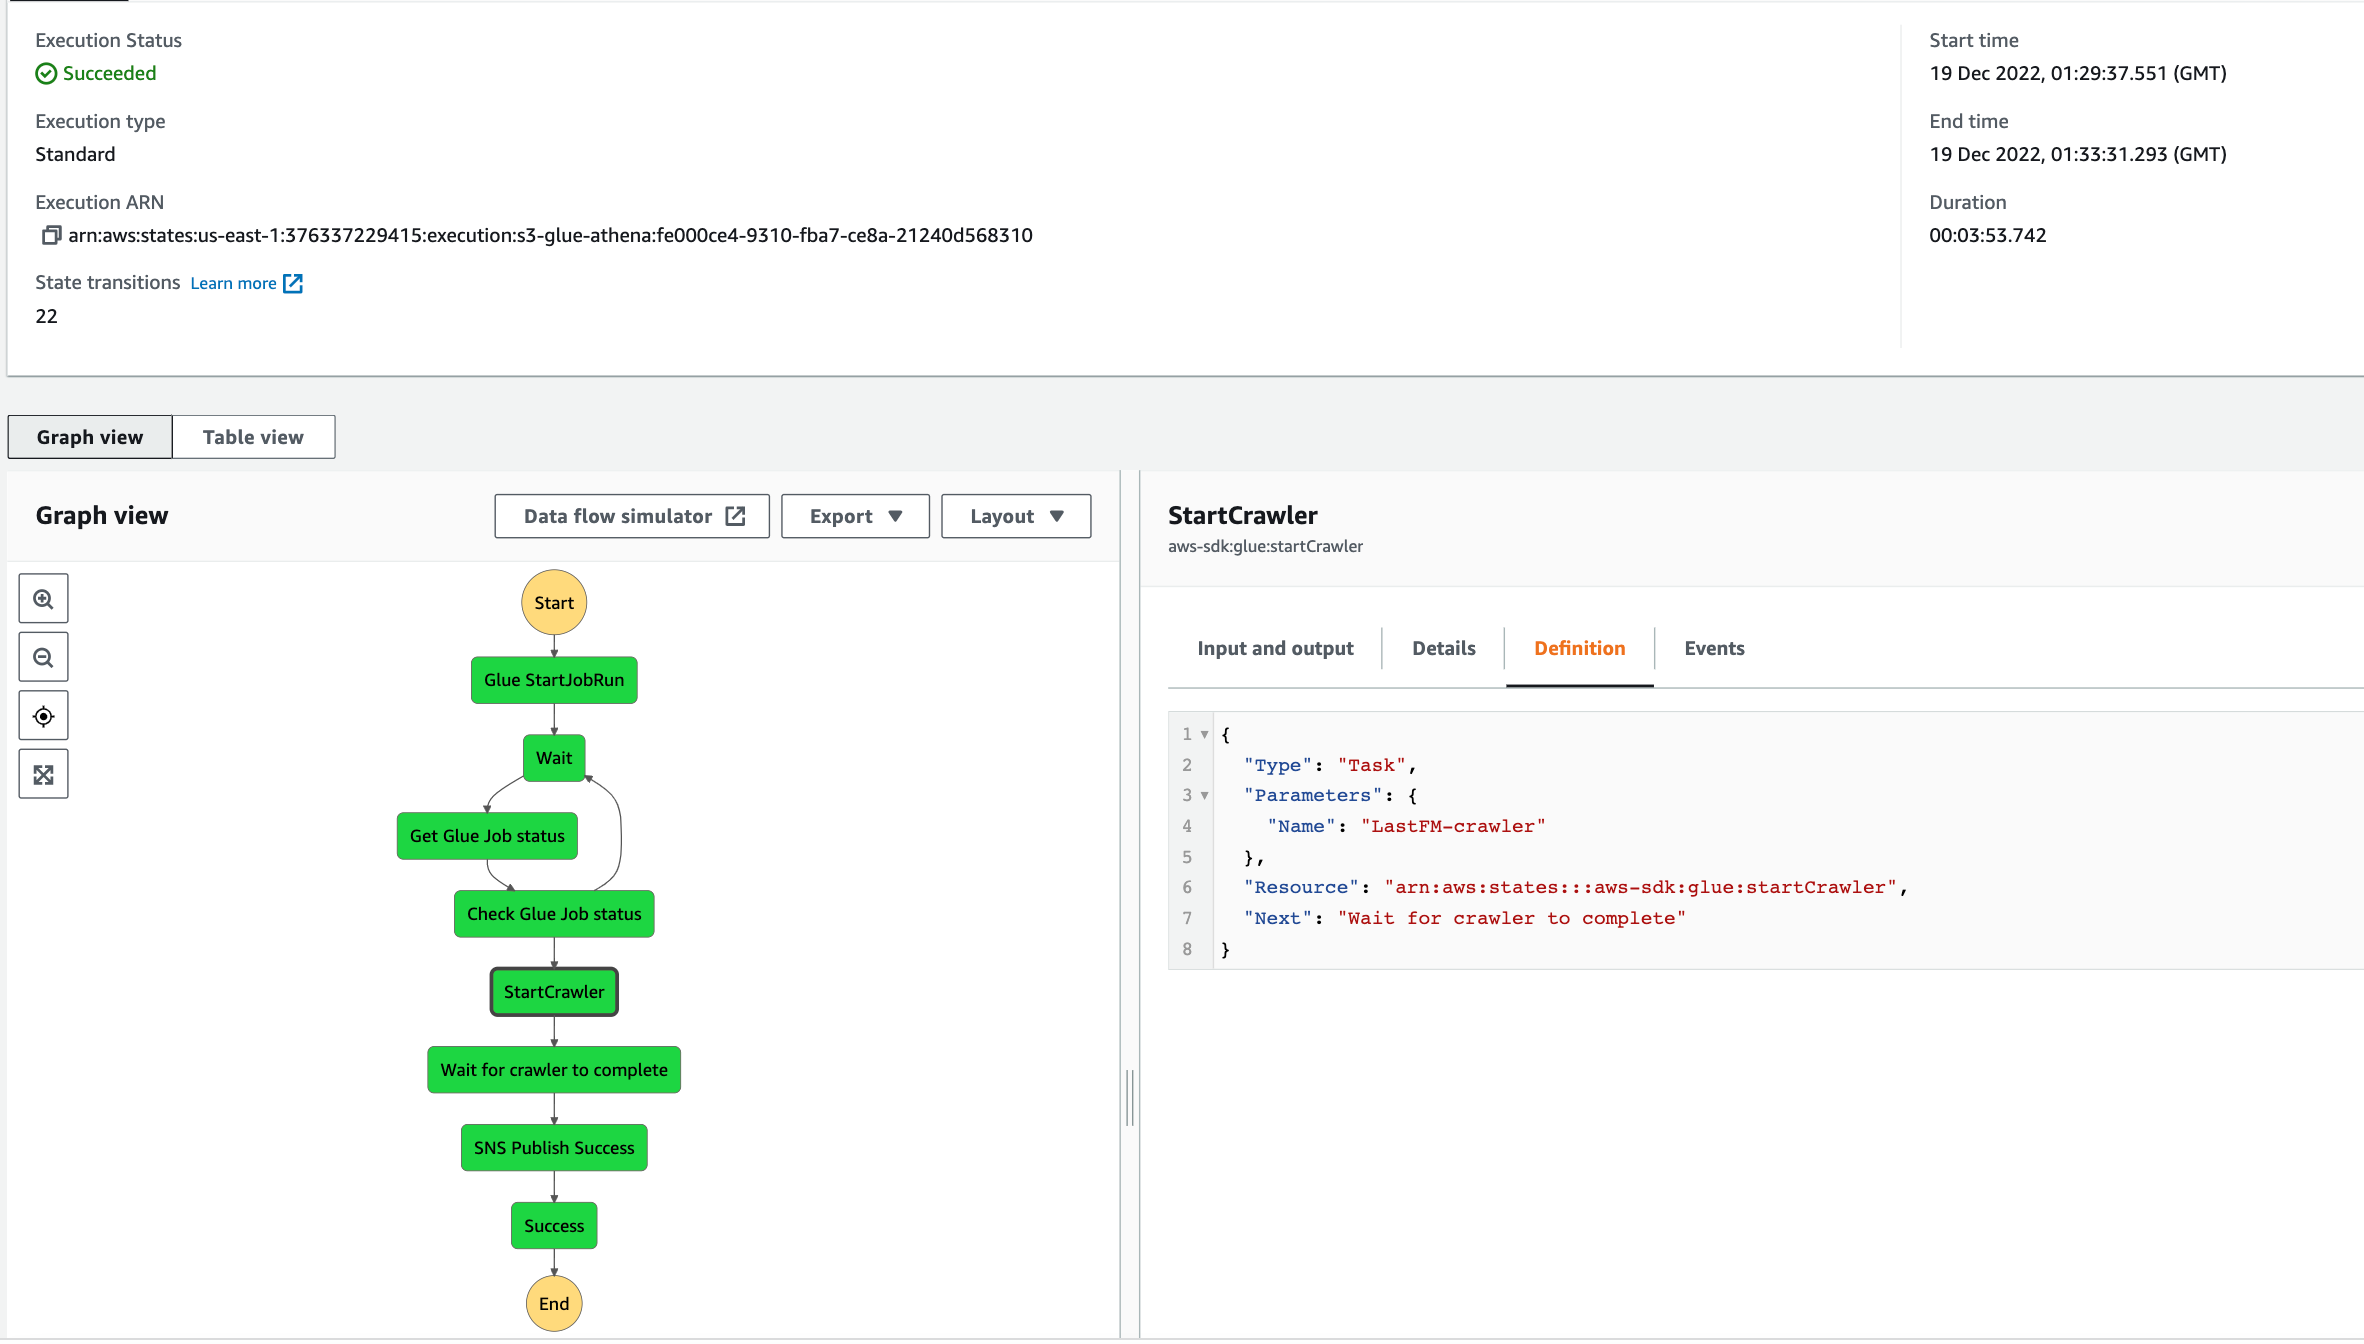 Execution Status
Succeeded
Execution type
Standard
Execution ARN
arn:aws:states:us-east-1:376337229415:execution:s3-glue-athena:fe000ce4-9310-fba7-ce8a-21240d568310
State transitions Learn more
22
Start time
19 Dec 2022, 01:29:37.551 (GMT)
End time
19 Dec 2022, 01:33:31.293 (GMT)
Duration
00:03:53.742
Graph view Table view
Graph view Data flow simulator Export Layout
Start
Glue StartJobRun
Wait
Get Glue Job status
Check Glue Job status
StartCrawler
Wait for crawler to complete
SNS Publish Success
Success
End
StartCrawler
aws-sdk:glue:startCrawler
Input and output Details Definition Events
1 {
2 "Type": "Task",
3 "Parameters": {
4 "Name": "LastFM-crawler"
5 },
6 "Resource": "arn:aws:states:::aws-sdk:glue:startCrawler",
7 "Next": "Wait for crawler to complete"
8 }